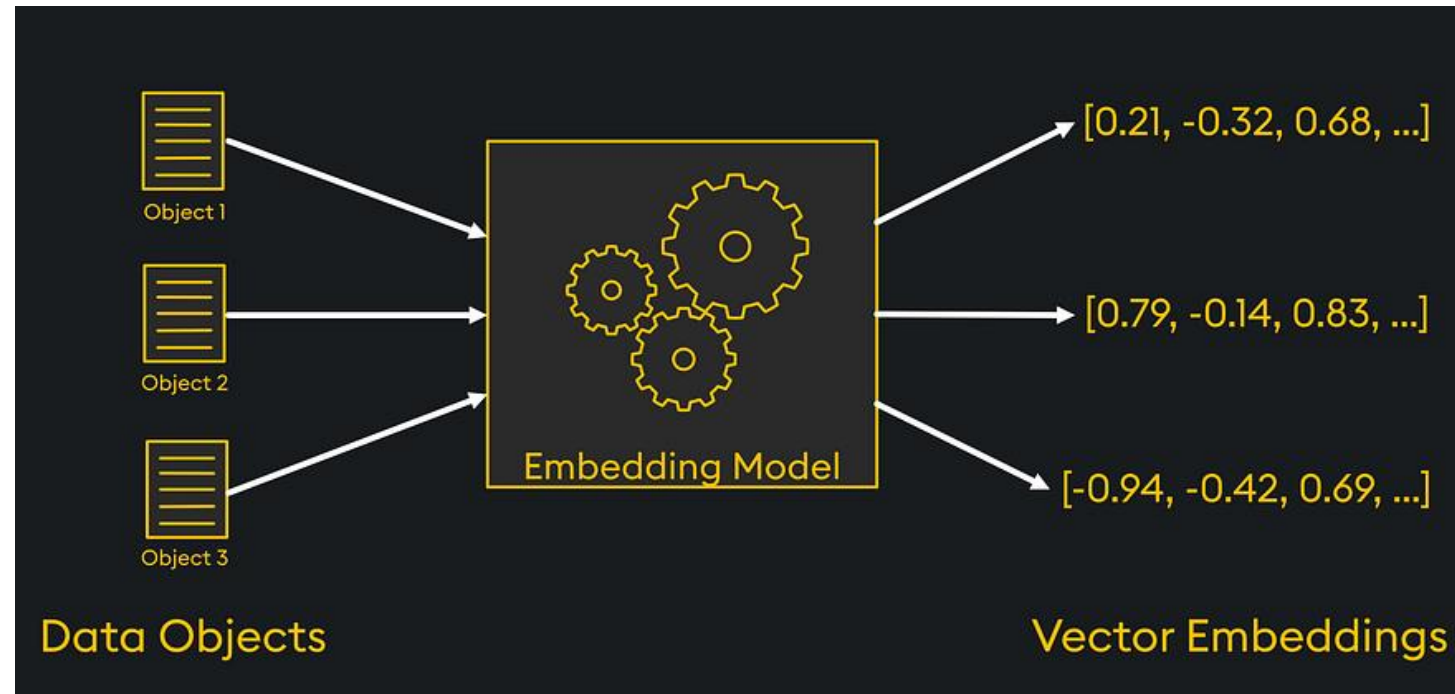 Object 1
Object 2
Object 3
Data Objects
Embedding Model
[0.21, -0.32, 0.68, ...]
[0.79, -0.14, 0.83, ...]
[-0.94, -0.42, 0.69, ...]
Vector Embeddings